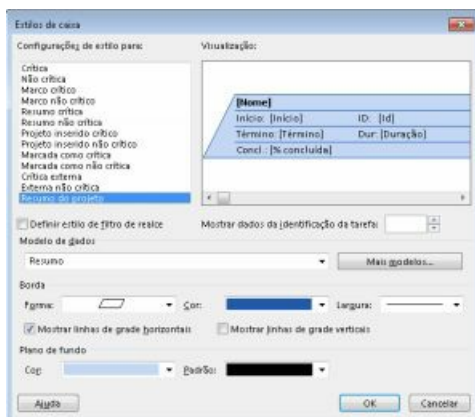 Estilos de caixa
Configurações de estilo para:
Visualização:
Crítica
Não crítica
Marco crítico
Marco não crítico
Resumo crítica
Resumo não crítica
Projeto inserido crítico
Projeto inserido não crítico
Marcada como crítica
Marcada como não crítica
Crítica externa
Externa não crítica
Resumo do projeto
[Nome]
Início: [Início] ID: [Id]
Término: [Término] Dur: [Duração]
Concl.: [% concluída]
Definir estilo de filtro de realce
Mostrar dados da identificação da tarefa:
Modelo de dados
Resumo
Mais modelos...
Borda
Forma: Cor: Largura:
Mostrar linhas de grade horizontais
Mostrar linhas de grade verticais
Plano de fundo
Cor: Padrão:
Ajuda OK Cancelar